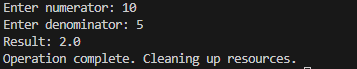 Enter numerator: 10
Enter denominator: 5
Result: 2.0
Operation complete. Cleaning up resources.